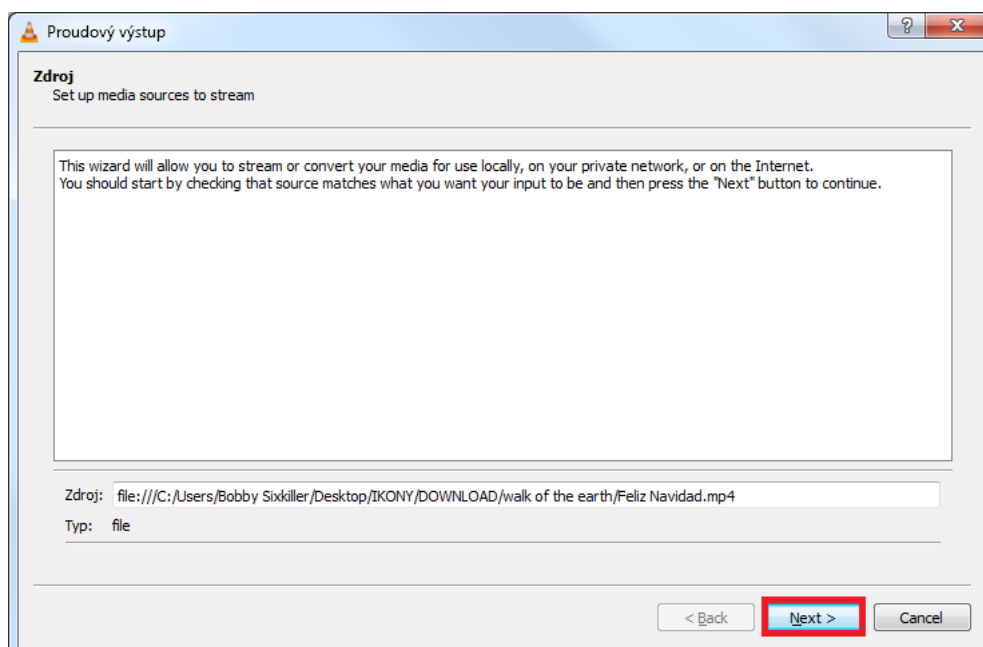 Proudový výstup
Zdroj
Set up media sources to stream
This wizard will allow you to stream or convert your media for use locally, on your private network, or on the Internet.
You should start by checking that source matches what you want your input to be and then press the "Next" button to continue.
Zdroj: file:///C:/Users/Bobby Sixkiller/Desktop/IKONY/DOWNLOAD/walk of the earth/Feliz Navidad.mp4
Typ: file
< Back Next > Cancel